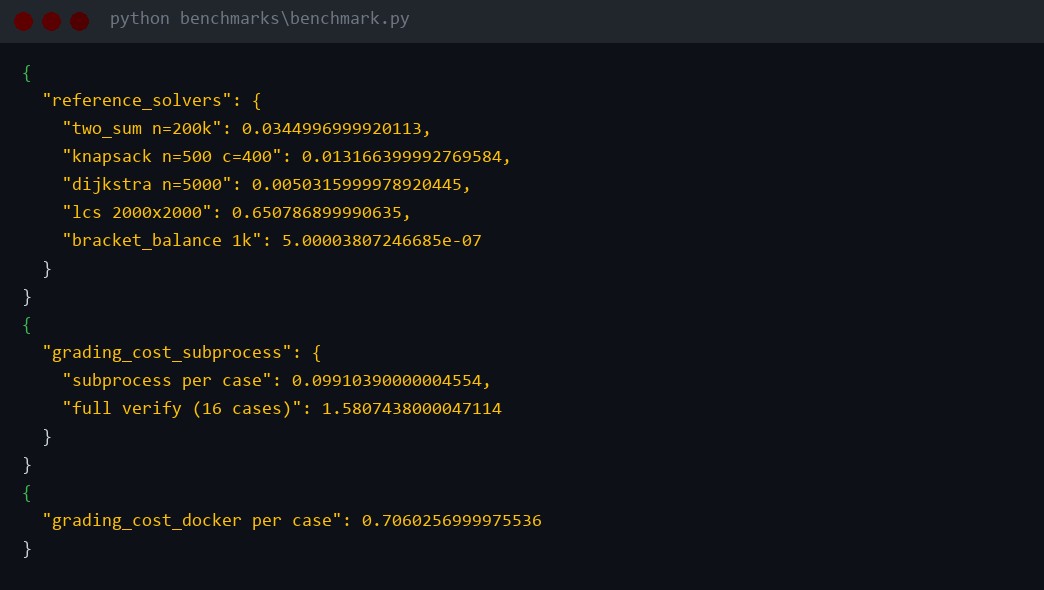 python benchmarks\benchmark.py
{
  "reference_solvers": {
    "two_sum n=200k": 0.0344996999920113,
    "knapsack n=500 c=400": 0.013166399992769584,
    "dijkstra n=5000": 0.0050315999978920445,
    "lcs 2000x2000": 0.650786899990635,
    "bracket_balance 1k": 5.00003807246685e-07
  }
}
{
  "grading_cost_subprocess": {
    "subprocess per case": 0.09910390000004554,
    "full verify (16 cases)": 1.5807438000047114
  }
}
{
  "grading_cost_docker per case": 0.7060256999975536
}